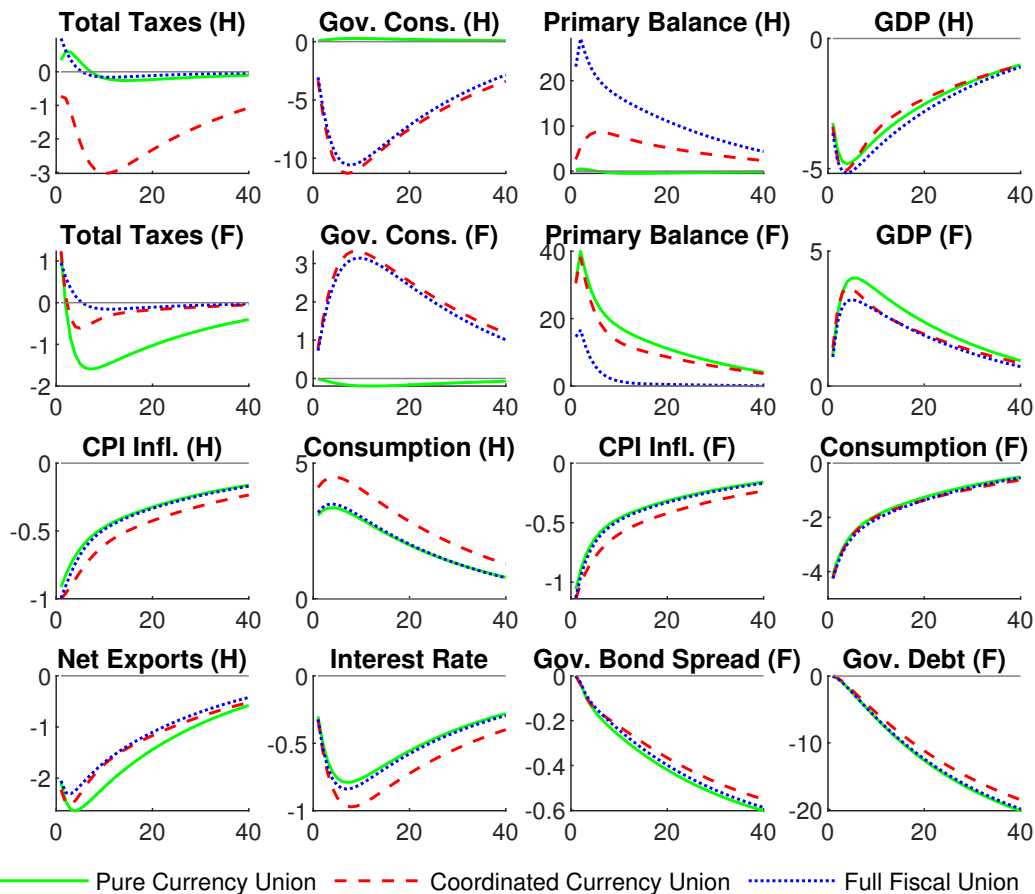 Total Taxes (H) Gov. Cons. (H) Primary Balance (H) GDP (H)
0 -1 -2 -3 0 20 40
0 -5 -10 0 20 40
30 20 10 0 0 20 40
0 -5 0 20 40
Total Taxes (F) Gov. Cons. (F) Primary Balance (F) GDP (F)
1 0 -1 -2 0 20 40
3 2 1 0 0 20 40
40 20 0 0 20 40
5 0 0 20 40
CPI Infl. (H) Consumption (H) CPI Infl. (F) Consumption (F)
0 -0.5 -1 0 20 40
5 0 0 20 40
0 -0.5 -1 0 20 40
0 -2 -4 0 20 40
Net Exports (H) Interest Rate Gov. Bond Spread (F) Gov. Debt (F)
0 -1 -2 0 20 40
0 -0.5 -1 0 20 40
0 -0.2 -0.4 -0.6 0 20 40
0 -10 -20 0 20 40
Pure Currency Union Coordinated Currency Union Full Fiscal Union